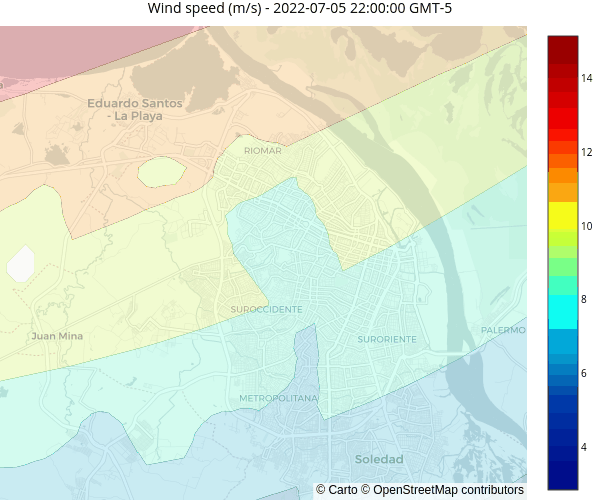 Wind speed (m/s) - 2022-07-05 22:00:00 GMT-5
Eduardo Santos
- La Playa
RIOMAR
SUROCCIDENTE
Juan Mina
SURORIENTE
PALERMO
METROPOLITANA
Soledad
© Carto © OpenStreetMap contributors
14
12
10
8
6
4